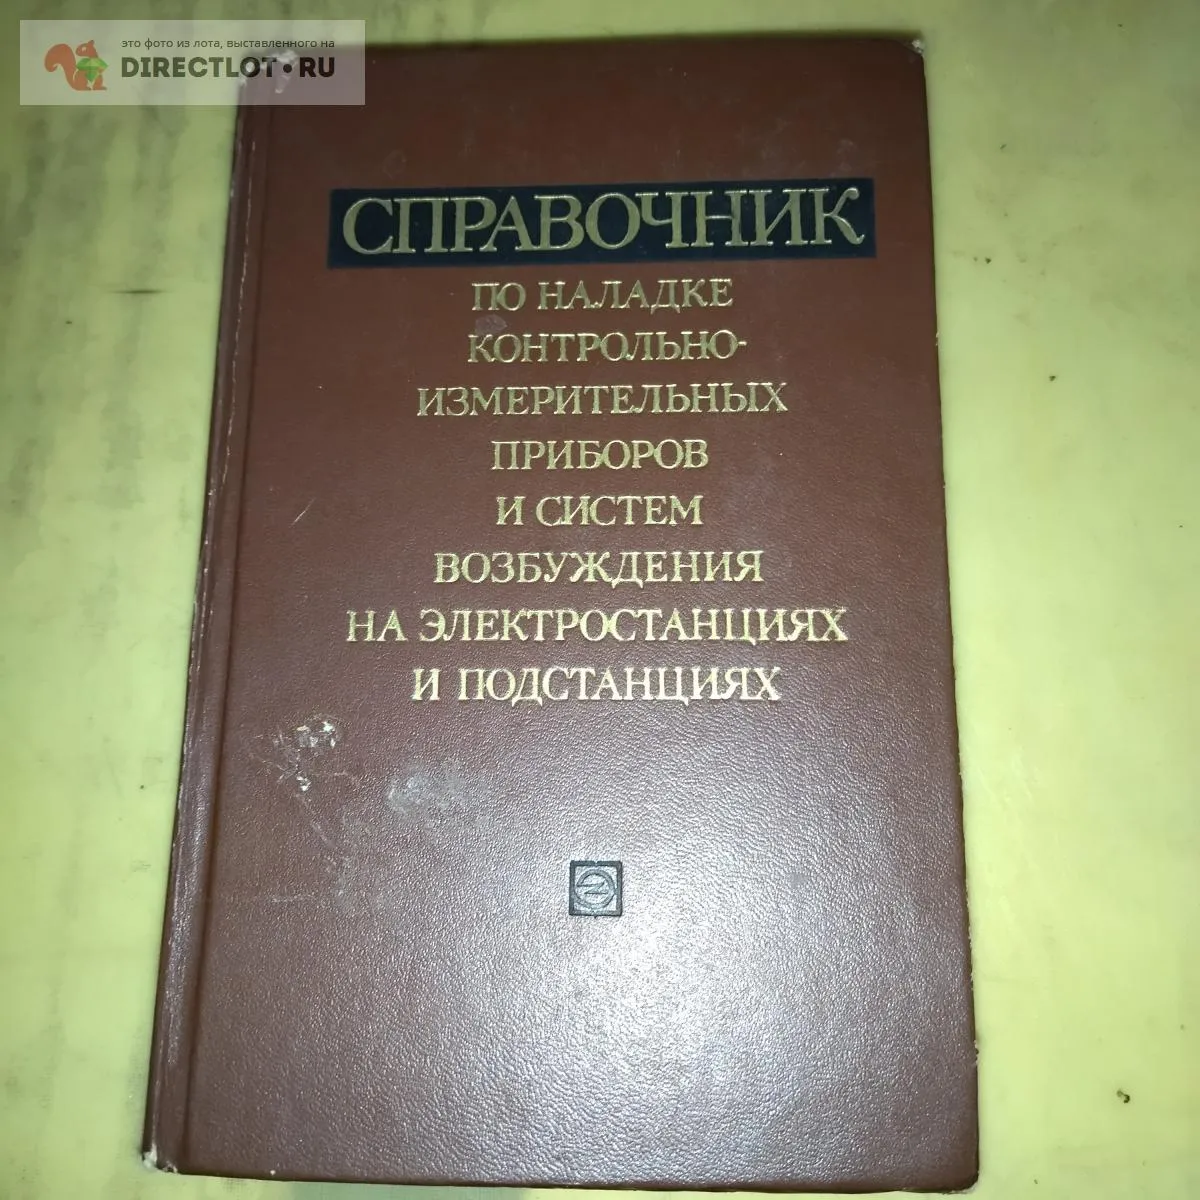 это фото из лота, выставленного на
DIRECTLOT•RU
СПРАВОЧНИК
ПО НАЛАДКЕ
КОНТРОЛЬНО-
ИЗМЕРИТЕЛЬНЫХ
ПРИБОРОВ
И СИСТЕМ
ВОЗБУЖДЕНИЯ
НА ЭЛЕКТРОСТАНЦИЯХ
И ПОДСТАНЦИЯХ